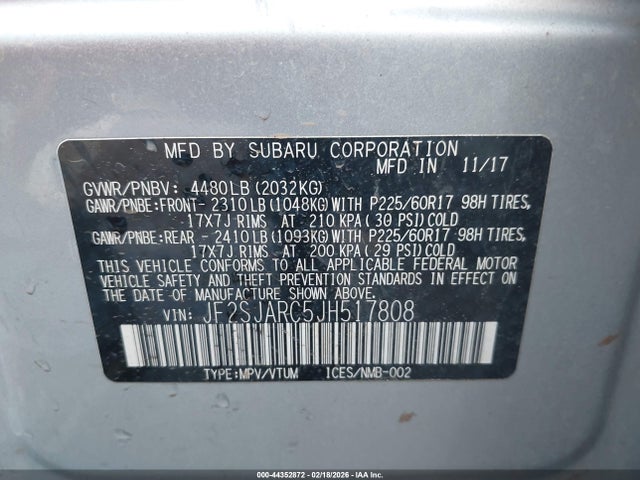 MFD BY SUBARU CORPORATION
MFD IN 11/17
GVWR/PNBV: 4480LB(2032KG)
GAWR/PNBE:FRONT- 2310LB(1048KG)WITH P225/60R17 98H TIRES,
17X7J RIMS AT 210 KPA(30 PSI)COLD
GAWR/PNBE:REAR - 2410LB(1093KG)WITH P225/60R17 98H TIRES,
17X7J RIMS AT 200 KPA(29 PSI)COLD
THIS VEHICLE CONFORMS TO ALL APPLICABLE FEDERAL MOTOR
VEHICLE SAFETY AND THEFT PREVENTION STANDARDS IN EFFECT ON
THE DATE OF MANUFACTURE SHOWN ABOVE.
VIN: JF2SJARC5JH517808
TYPE:MPV/VTUM ICES/NMB-002
000-44352872 - 02/18/2026 - IAAI.COM